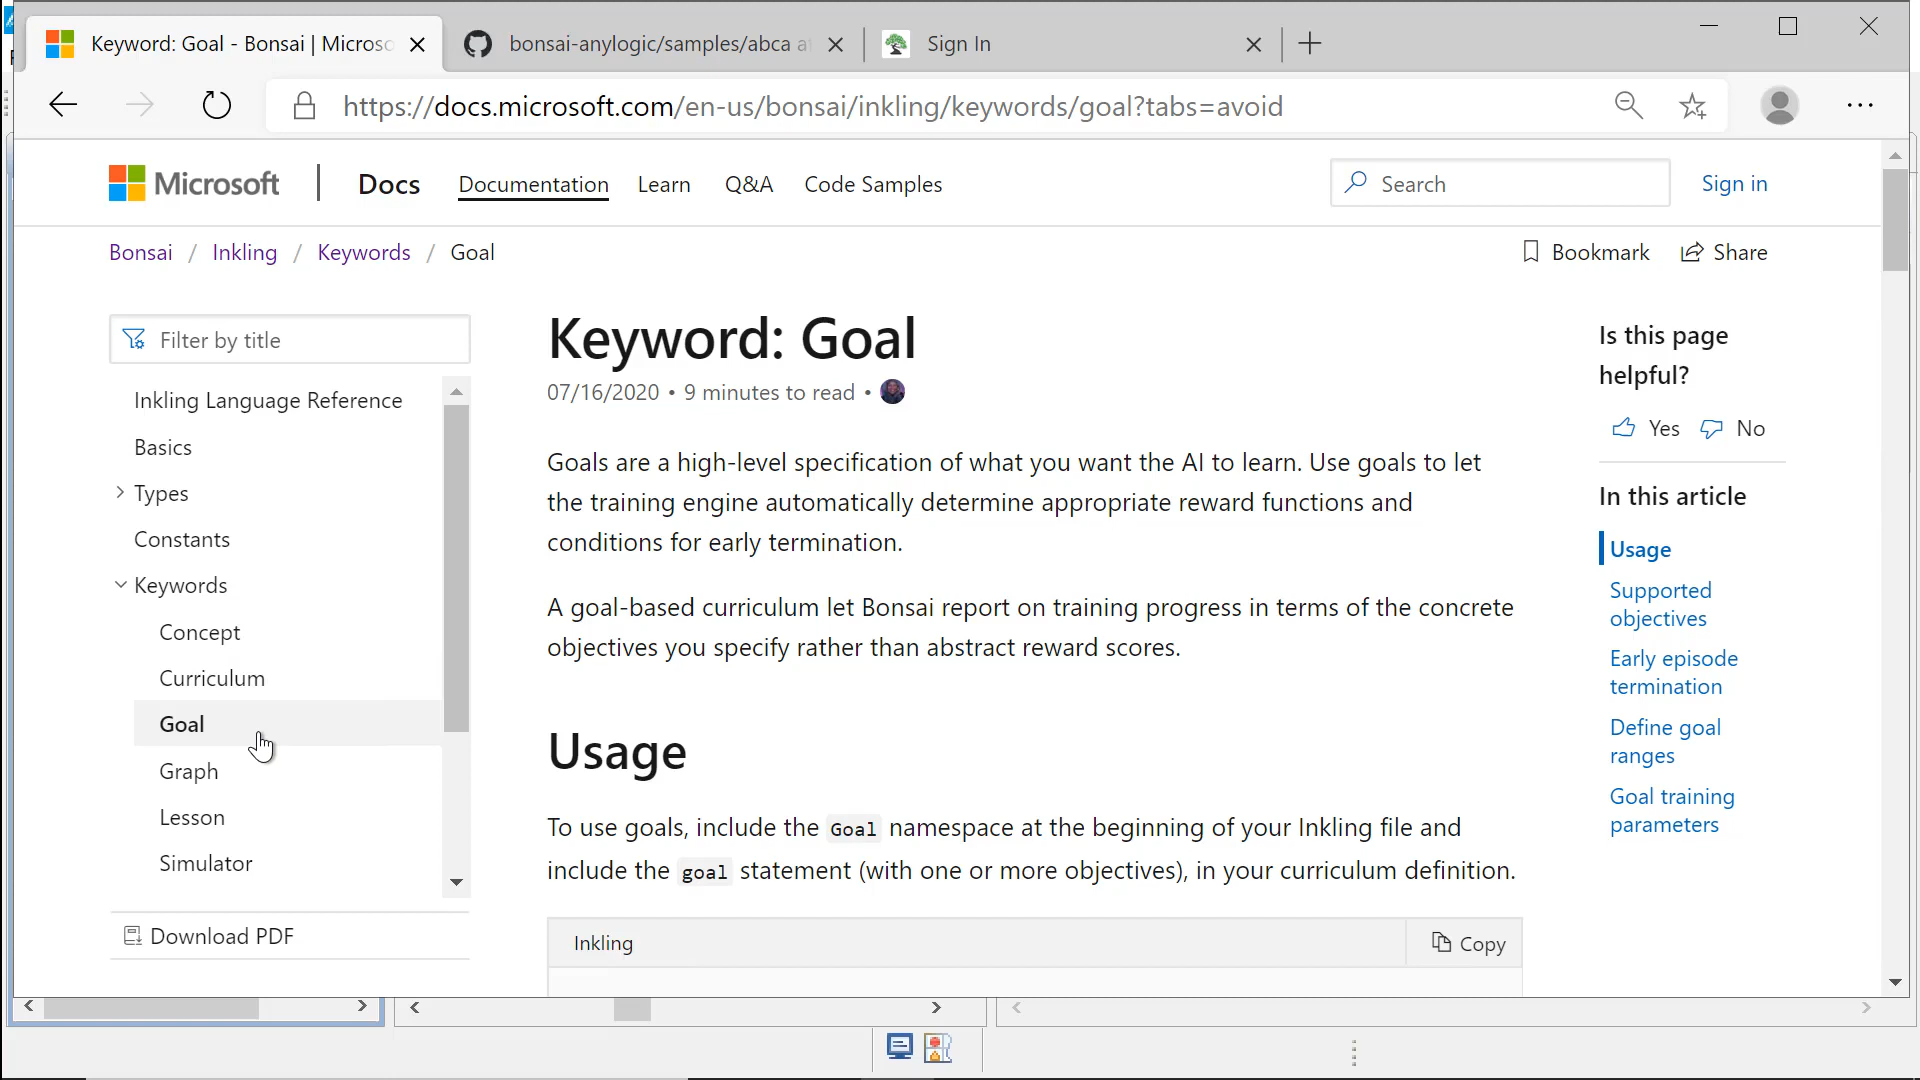 Keyword: Goal - Bonsai | Microso
bonsai-anylogic/samples/abca a
Sign In
https://docs.microsoft.com/en-us/bonsai/inkling/keywords/goal?tabs=avoid
Microsoft
Docs
Documentation
Learn
Q&A
Code Samples
Search
Sign in
Bonsai / Inkling / Keywords / Goal
Bookmark
Share
Filter by title
Inkling Language Reference
Basics
Types
Constants
Keywords
Concept
Curriculum
Goal
Graph
Lesson
Simulator
Download PDF
Keyword: Goal
07/16/2020 • 9 minutes to read •
Goals are a high-level specification of what you want the AI to learn. Use goals to let
the training engine automatically determine appropriate reward functions and
conditions for early termination.
A goal-based curriculum let Bonsai report on training progress in terms of the concrete
objectives you specify rather than abstract reward scores.
Usage
To use goals, include the Goal namespace at the beginning of your Inkling file and
include the goal statement (with one or more objectives), in your curriculum definition.
Inkling
Copy
Is this page
helpful?
Yes
No
In this article
Usage
Supported
objectives
Early episode
termination
Define goal
ranges
Goal training
parameters